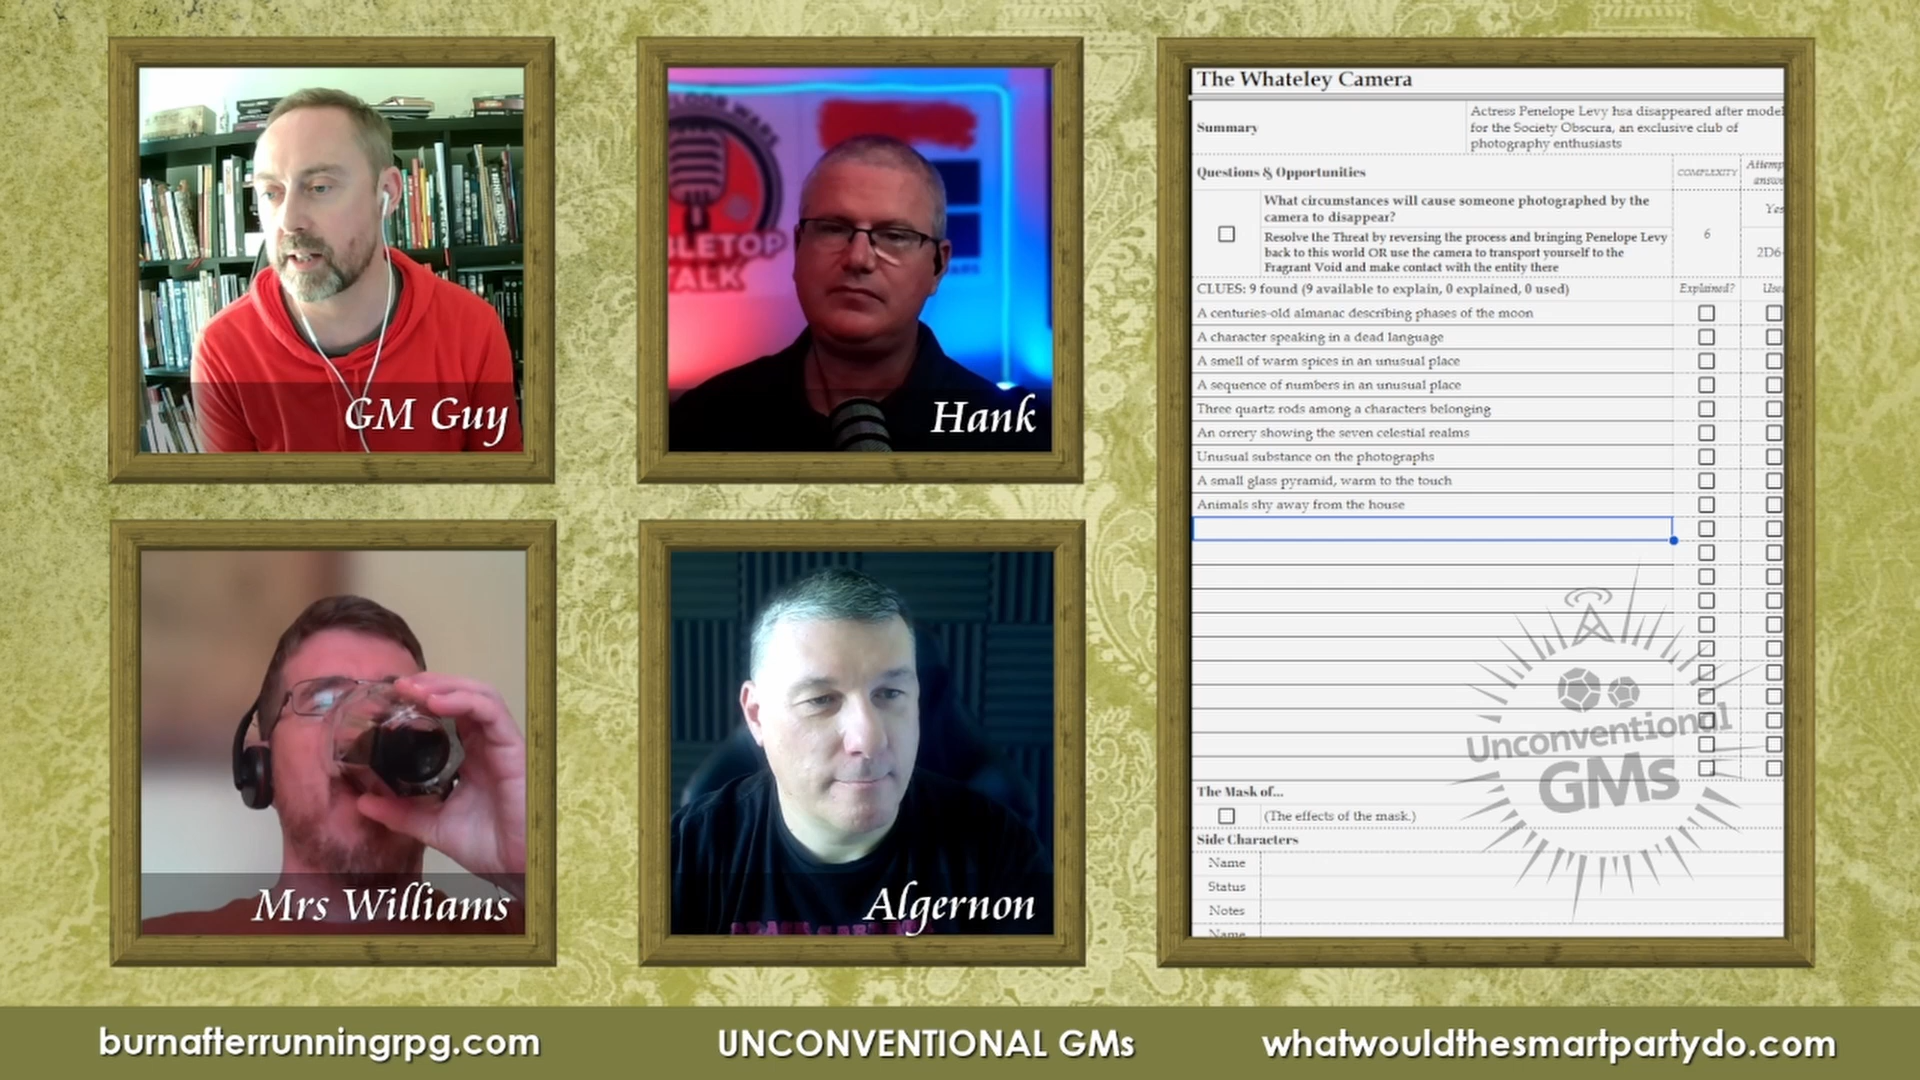 GM Guy
BLETOP
TALK
Hank
Mrs Williams
Algernon
The Whateley Camera
Summary
Actress Penelope Levy hsa disappeared after model
for the Society Obscura, an exclusive club of
photography enthusiasts
Questions & Opportunities
COMPLEXITY
Attemp
answe
What circumstances will cause someone photographed by the
camera to disappear?
Resolve the Threat by reversing the process and bringing Penelope Levy
back to this world OR use the camera to transport yourself to the
Fragrant Void and make contact with the entity there
6
Yes
2D6
CLUES: 9 found (9 available to explain, 0 explained, 0 used)
Explained?
Use
A centuries-old almanac describing phases of the moon
A character speaking in a dead language
A smell of warm spices in an unusual place
A sequence of numbers in an unusual place
Three quartz rods among a characters belonging
An orrery showing the seven celestial realms
Unusual substance on the photographs
A small glass pyramid, warm to the touch
Animals shy away from the house
Unconventional
GMs
The Mask of...
(The effects of the mask.)
Side Characters
Name
Status
Notes
Name
burnafterrunningrpg.com
UNCONVENTIONAL GMs
whatwouldthesmartpartydo.com